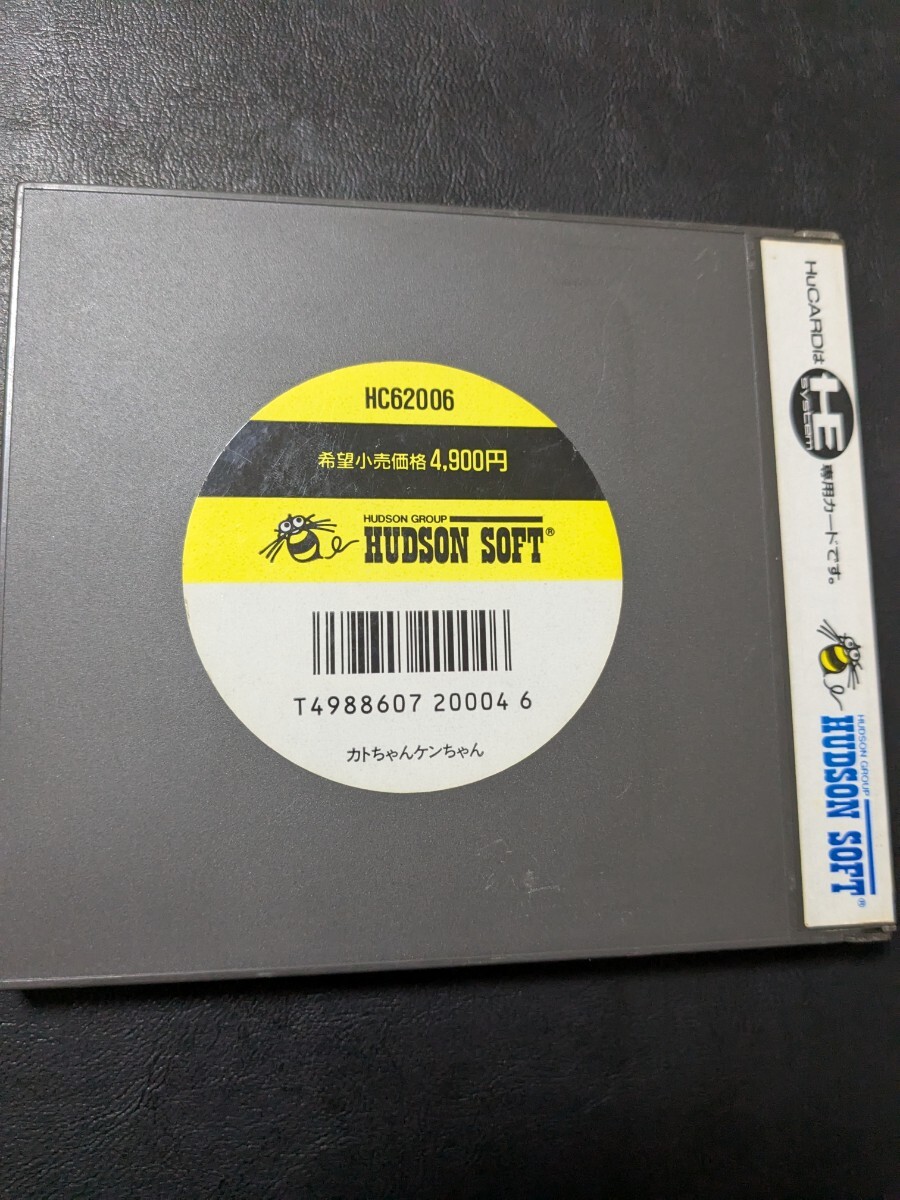 HC62006
希望小売価格 4,900円
HUDSON GROUP
HUDSON SOFT®
T4988607 20004 6
カトちゃんケンちゃん
HuCARDは HE system 専用カードです。
HUDSON GROUP
HUDSON SOFT®